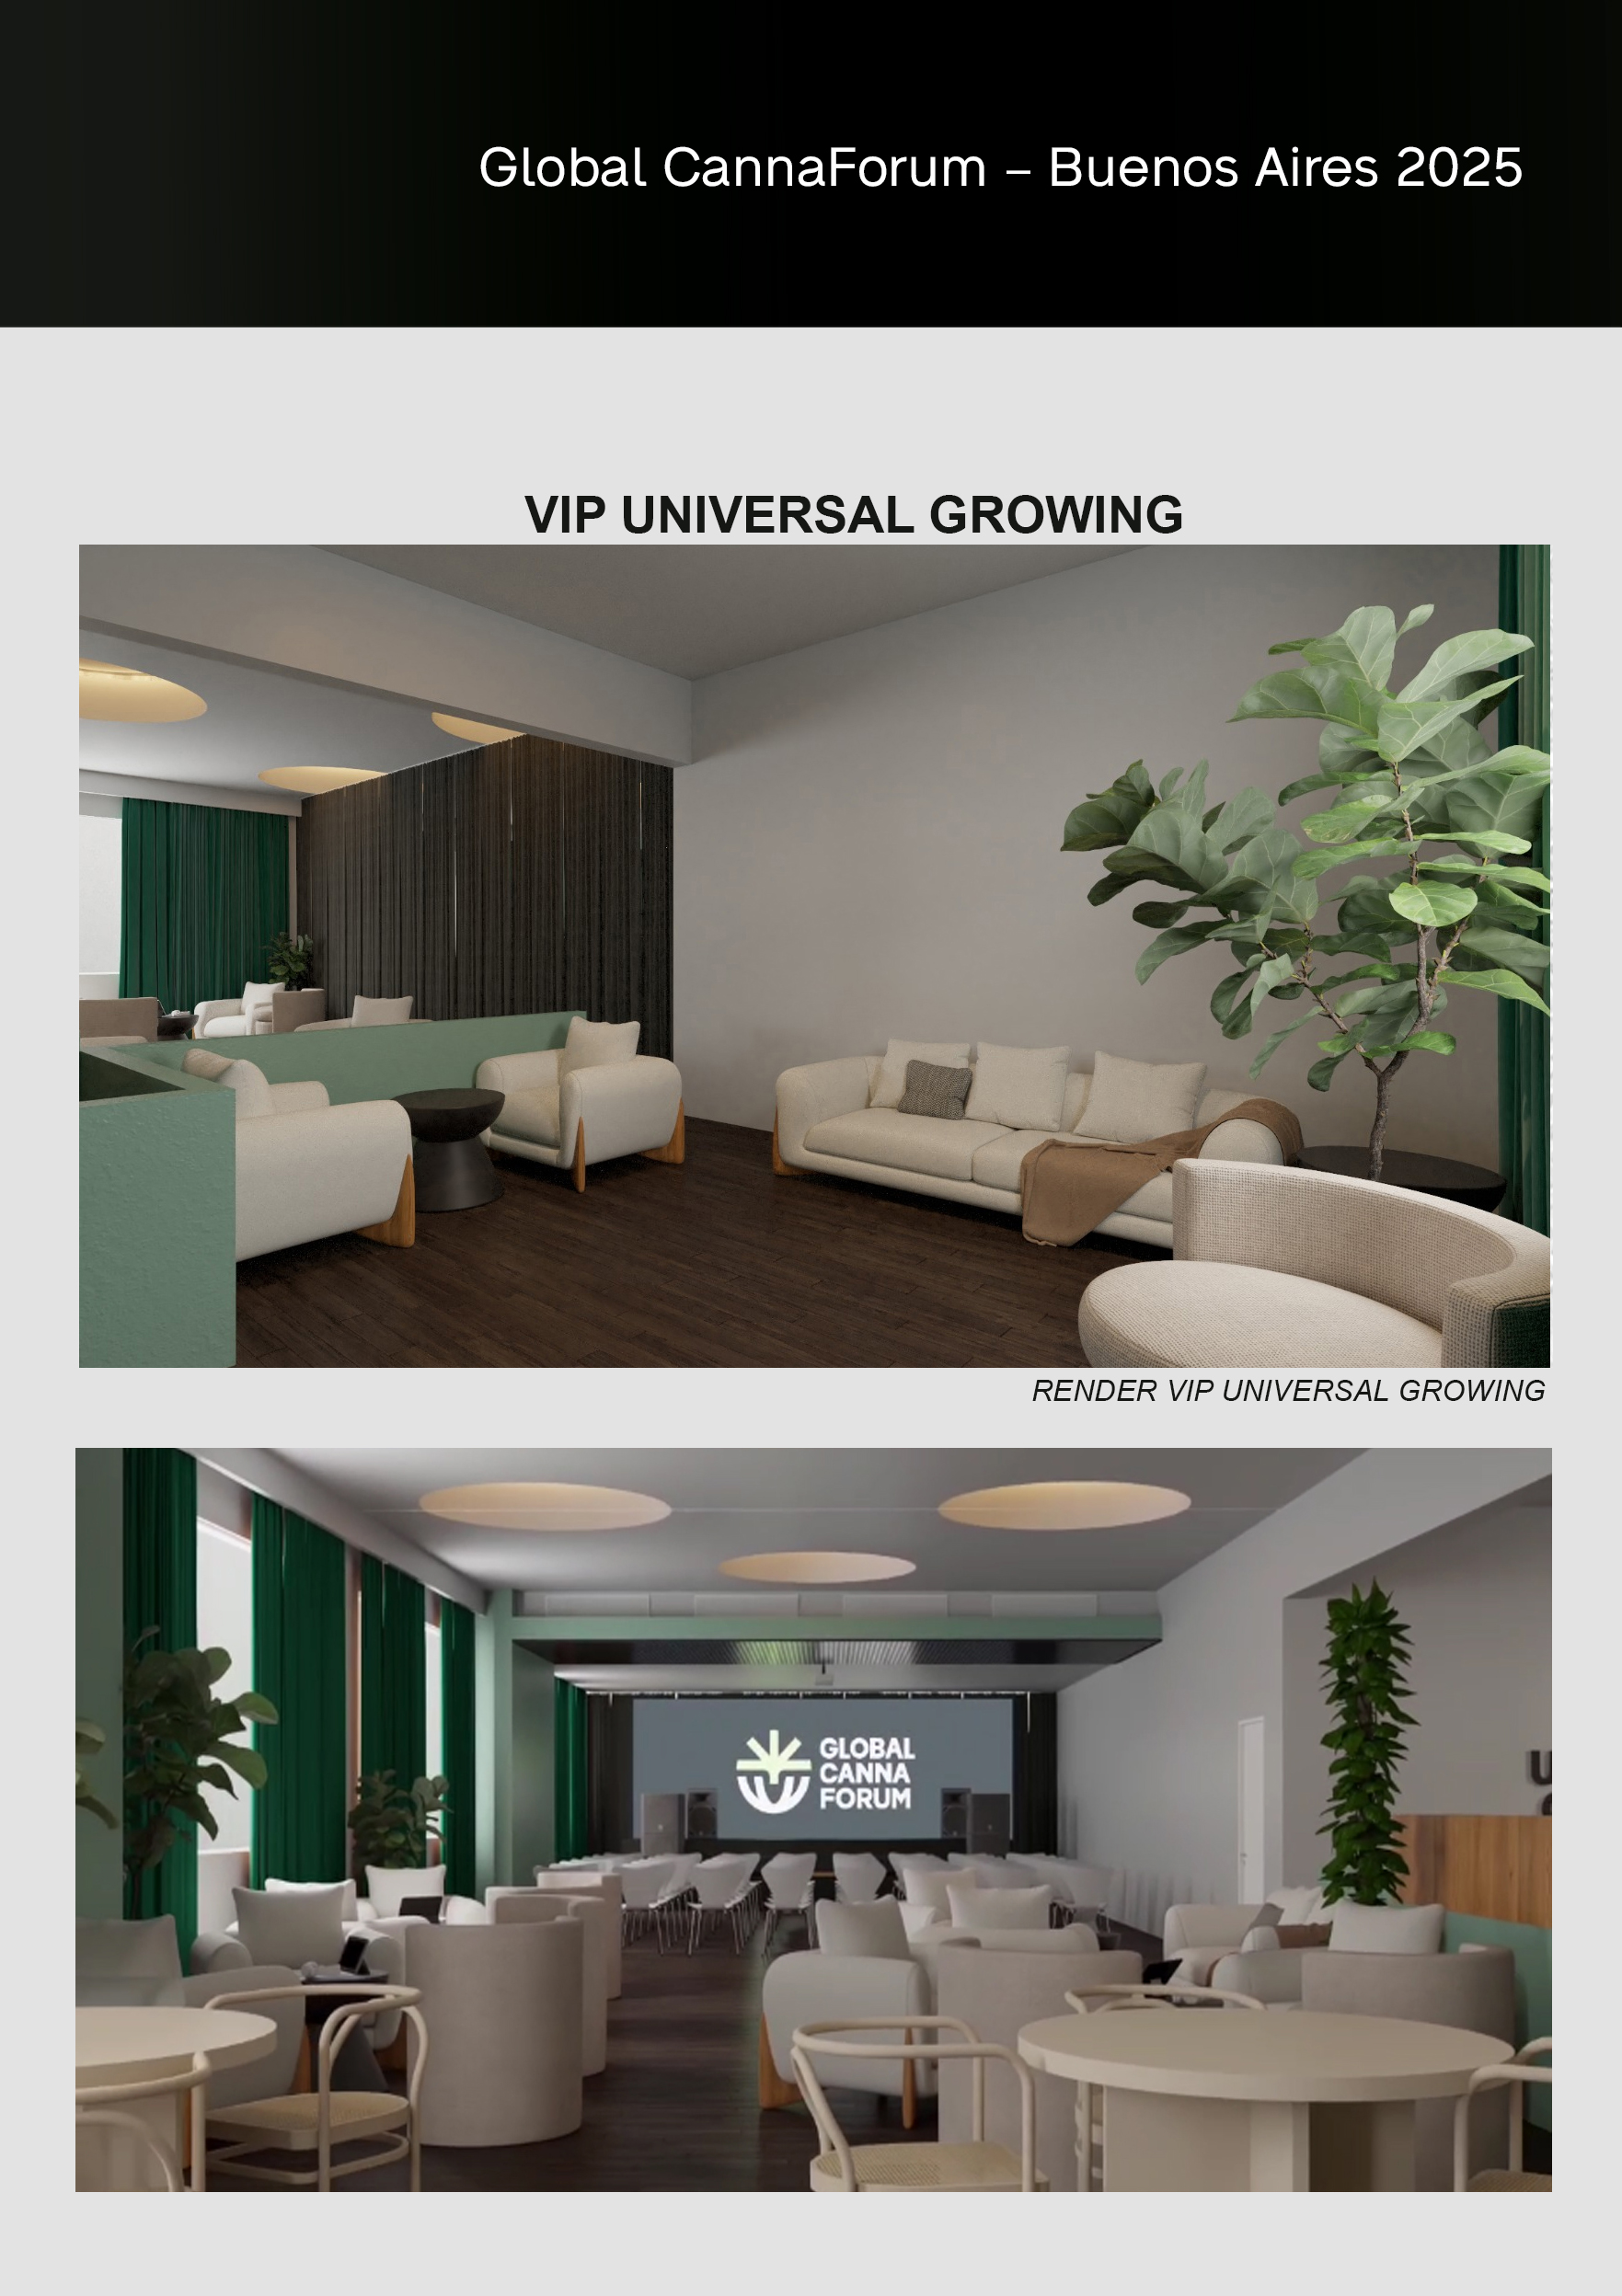 Global CannaForum – Buenos Aires 2025
VIP UNIVERSAL GROWING
RENDER VIP UNIVERSAL GROWING
GLOBAL
CANNA
FORUM